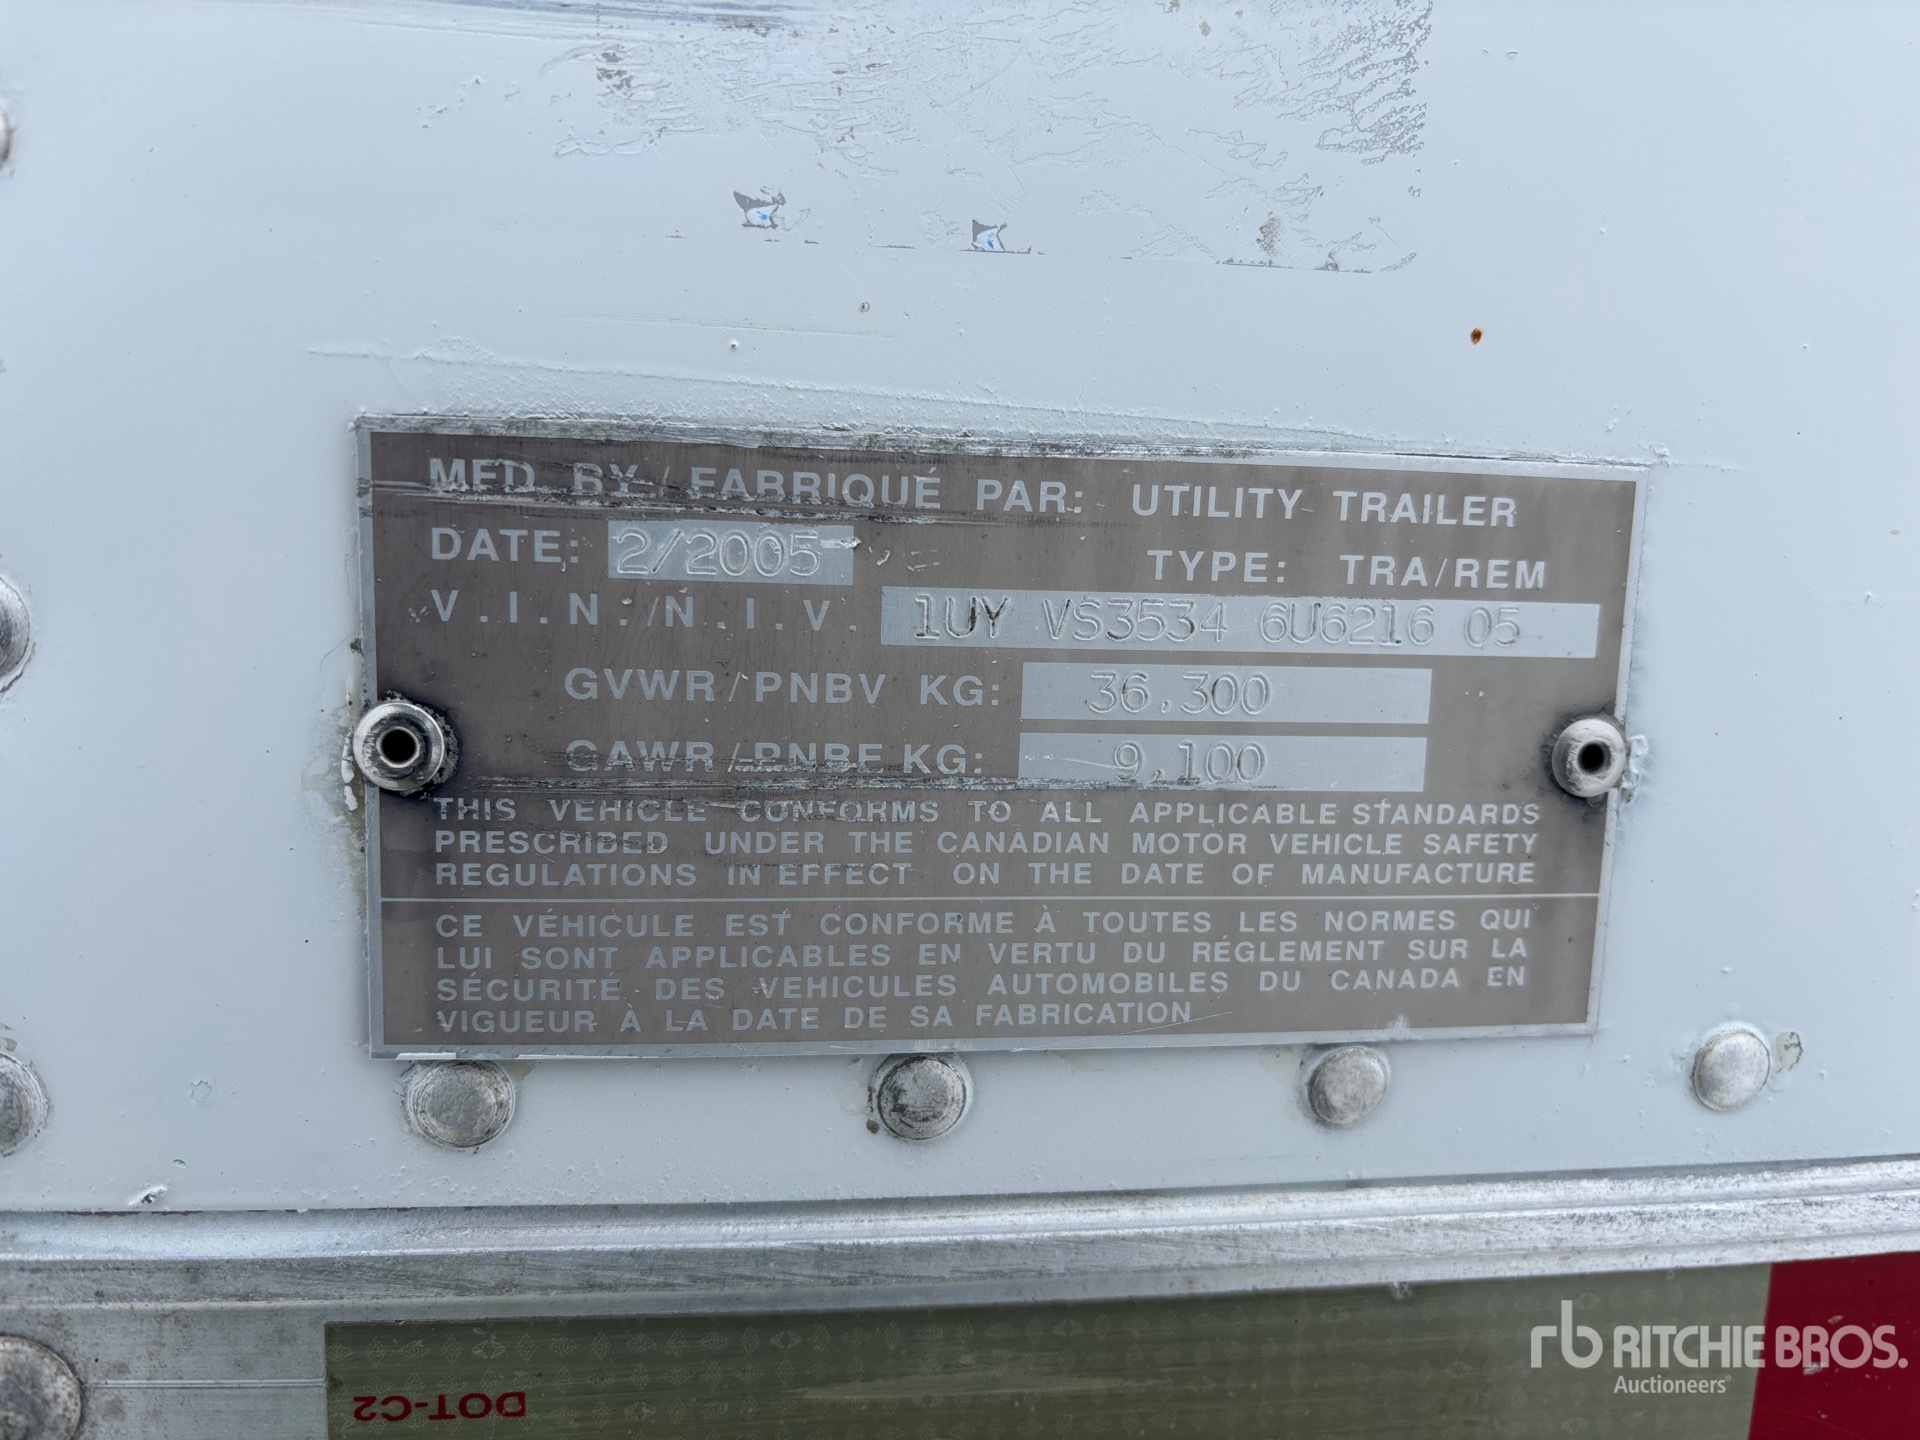 MFD BY / FABRIQUÉ PAR: UTILITY TRAILER
DATE: 2/2005 TYPE: TRA/REM
V.I.N./N.I.V. 1UY VS3534 6U6216 05
GVWR/PNBV KG: 36,300
GAWR/PNBE KG: 9,100
THIS VEHICLE CONFORMS TO ALL APPLICABLE STANDARDS
PRESCRIBED UNDER THE CANADIAN MOTOR VEHICLE SAFETY
REGULATIONS IN EFFECT ON THE DATE OF MANUFACTURE
CE VÉHICULE EST CONFORME À TOUTES LES NORMES QUI
LUI SONT APPLICABLES EN VERTU DU RÉGLEMENT SUR LA
SÉCURITÉ DES VEHICULES AUTOMOBILES DU CANADA EN
VIGUEUR À LA DATE DE SA FABRICATION
DOT-C2
rb RITCHIE BROS.
Auctioneers